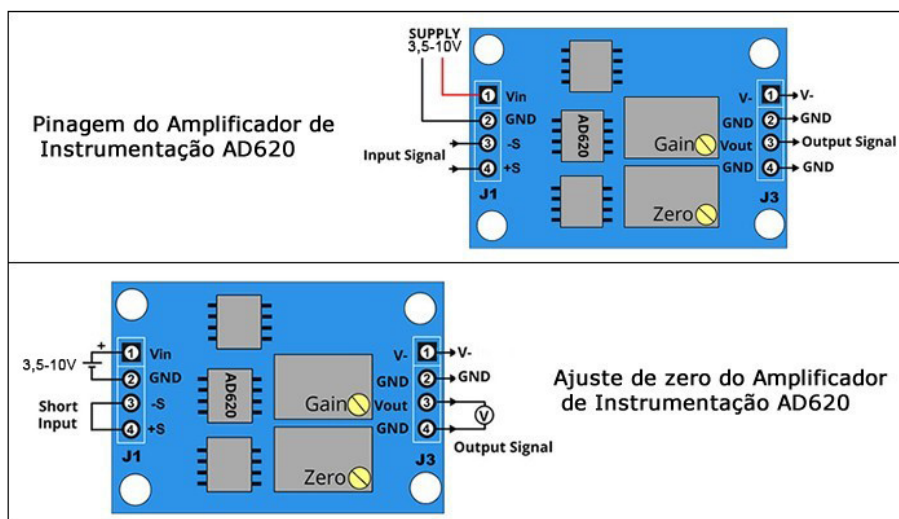 Pinagem do Amplificador de
Instrumentação AD620
SUPPLY
3,5-10V
1 Vin
2 GND
Input Signal
3 -S
4 +S
J1
AD620
Gain
Zero
V- 1 V-
GND 2 GND
Vout 3 Output Signal
GND 4 GND
J3
3,5-10V
+
1 Vin
2 GND
Short
Input
3 -S
4 +S
J1
AD620
Gain
Zero
V- 1 V-
GND 2 GND
Vout 3
V
GND 4
Output Signal
J3
Ajuste de zero do Amplificador
de Instrumentação AD620